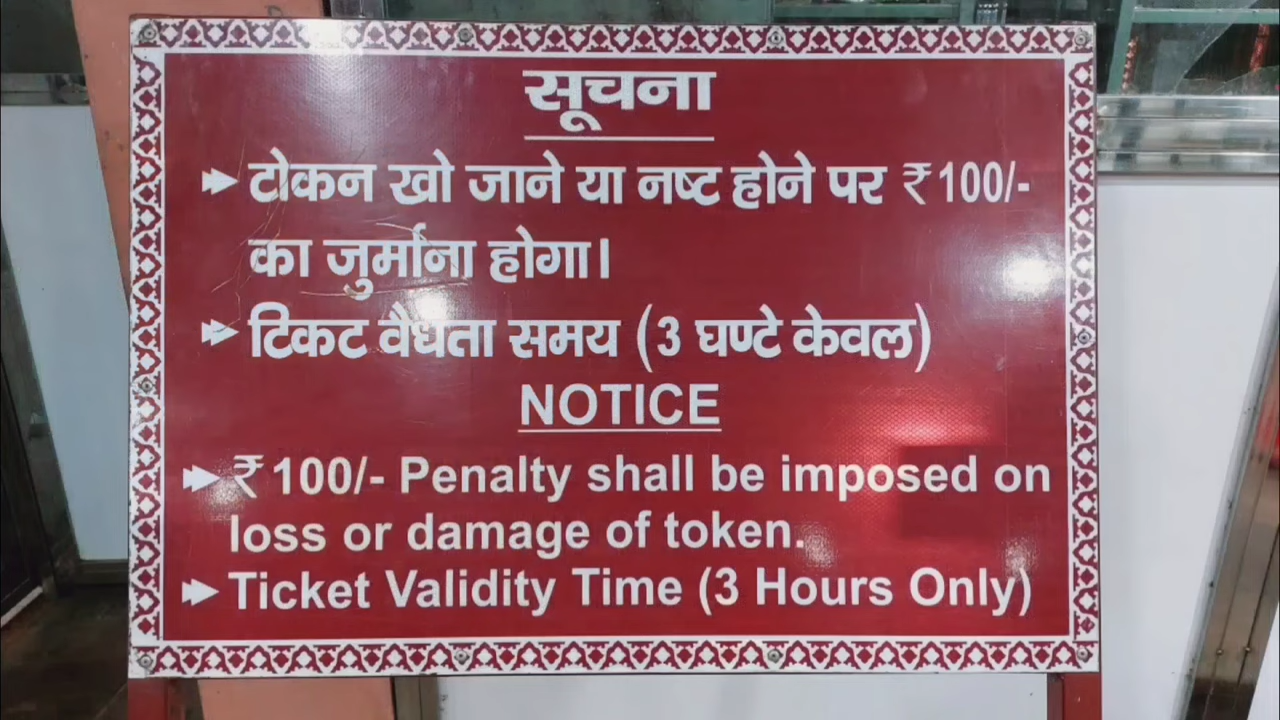 सूचना
टोकन खो जाने या नष्ट होने पर ₹100/-
का जुर्माना होगा।
टिकट वैधता समय (3 घण्टे केवल)
NOTICE
₹100/- Penalty shall be imposed on
loss or damage of token.
Ticket Validity Time (3 Hours Only)